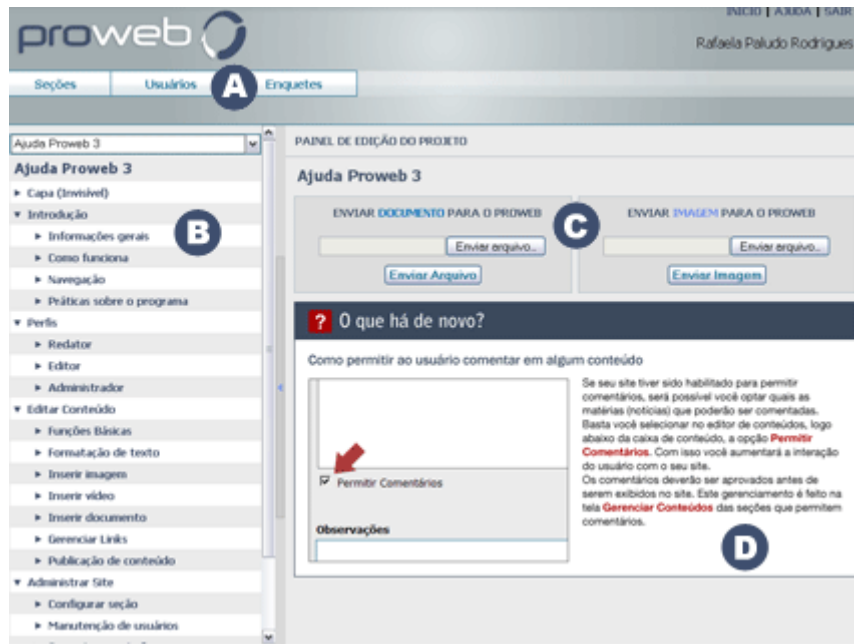 INÍCIO | AJUDA | SAIR
proweb
Rafaela Paludo Rodrigues
Seções Usuários A Enquetes
Ajuda Proweb 3
Ajuda Proweb 3
Capa (Invisível)
Introdução
Informações gerais
B
Como funciona
Navegação
Práticas sobre o programa
Perfis
Redator
Editor
Administrador
Editar Conteúdo
Funções Básicas
Formatação de texto
Inserir imagem
Inserir vídeo
Inserir documento
Gerenciar Links
Publicação de conteúdo
Administrar Site
Configurar seção
Manutenção de usuários
PAINEL DE EDIÇÃO DO PROJETO
Ajuda Proweb 3
ENVIAR DOCUMENTO PARA O PROWEB
Enviar arquivo...
Enviar Arquivo
C
ENVIAR IMAGEM PARA O PROWEB
Enviar arquivo...
Enviar Imagem
? O que há de novo?
Como permitir ao usuário comentar em algum conteúdo
Permitir Comentários
Observações
Se seu site tiver sido habilitado para permitir
comentários, será possível você optar quais as
matérias (notícias) que poderão ser comentadas.
Basta você selecionar no editor de conteúdos, logo
abaixo da caixa de conteúdo, a opção Permitir
Comentários. Com isso você aumentará a interação
do usuário com o seu site.
Os comentários deverão ser aprovados antes de
serem exibidos no site. Este gerenciamento é feito na
tela Gerenciar Conteúdos das seções que permitem
comentários.
D